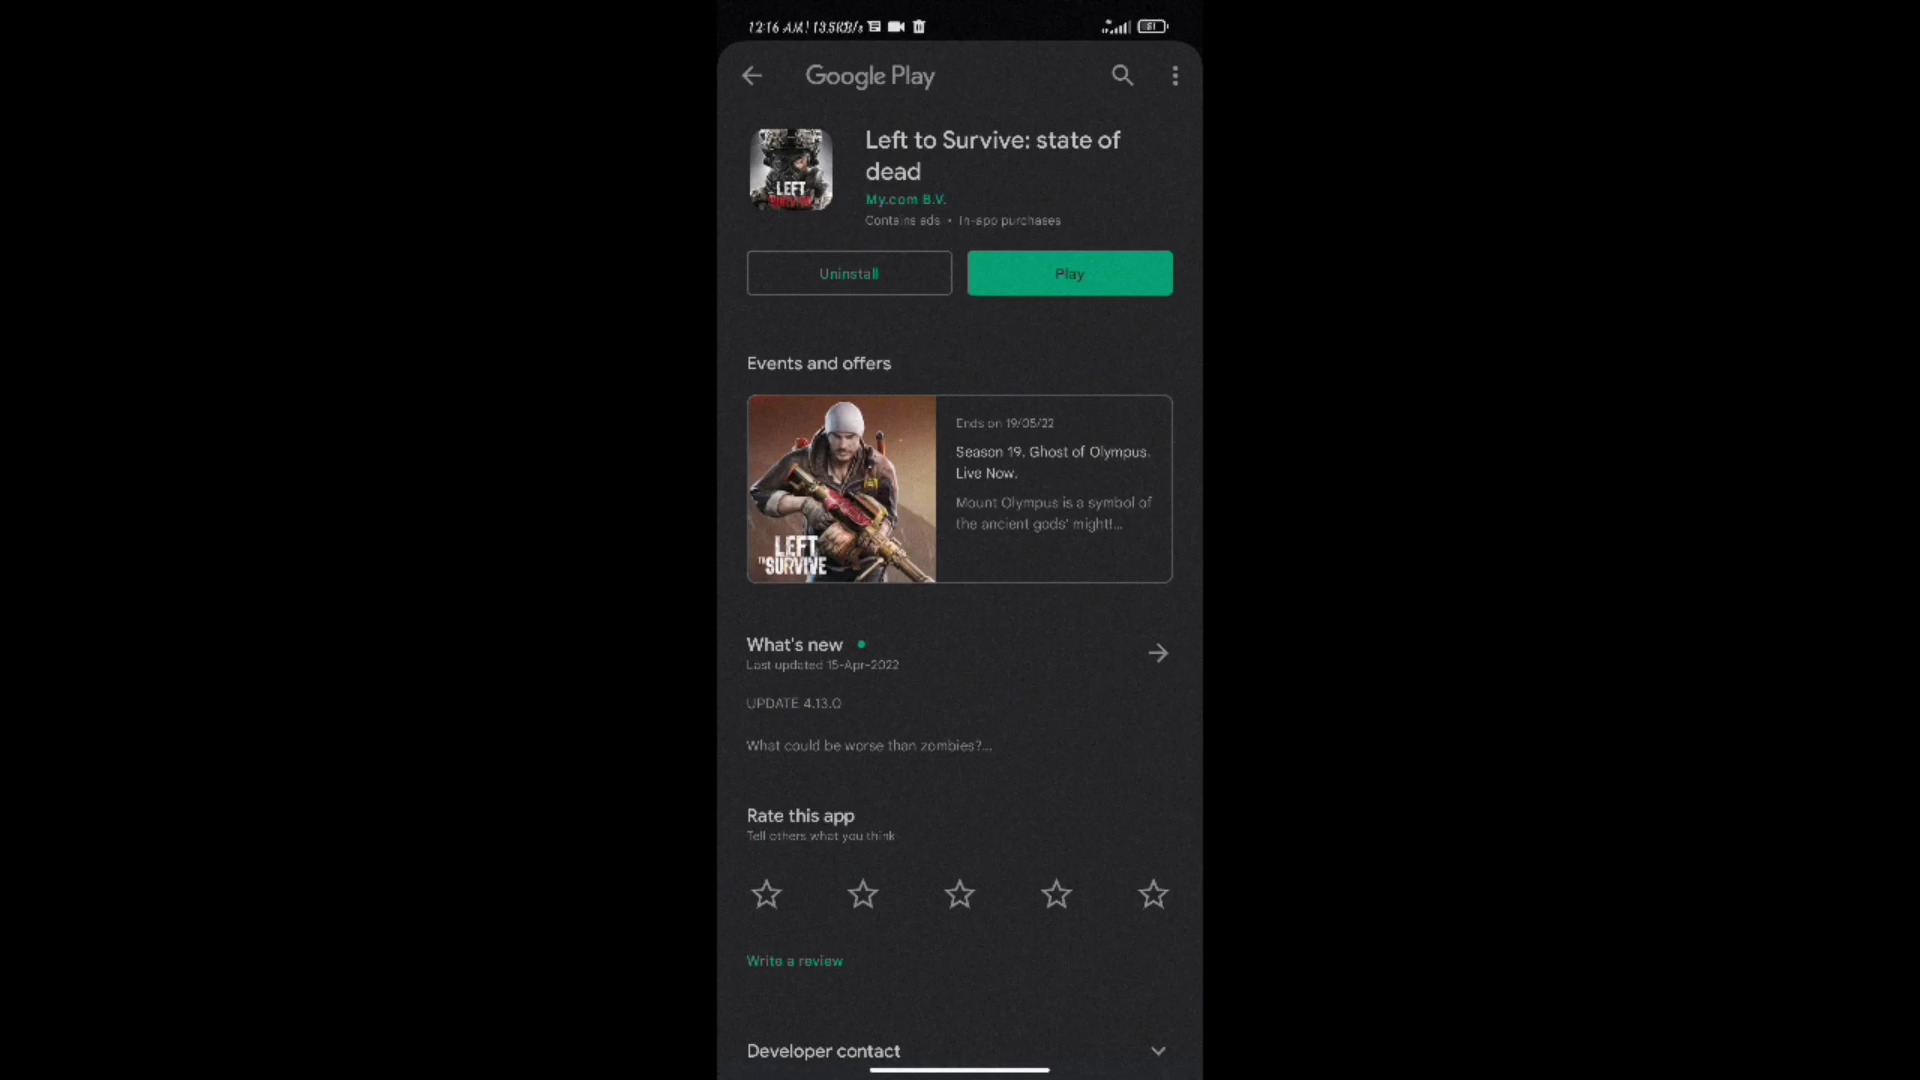 12:16 AM | 13.5KB/s
61
Google Play
Left to Survive: state of
dead
My.com B.V.
Contains ads • In-app purchases
LEFT
SURVIVE
Uninstall
Play
Events and offers
Ends on 19/05/22
Season 19. Ghost of Olympus.
Live Now.
Mount Olympus is a symbol of
the ancient gods' might!...
LEFT
TO SURVIVE
What's new
Last updated 15-Apr-2022
UPDATE 4.13.0
What could be worse than zombies?...
Rate this app
Tell others what you think
Write a review
Developer contact